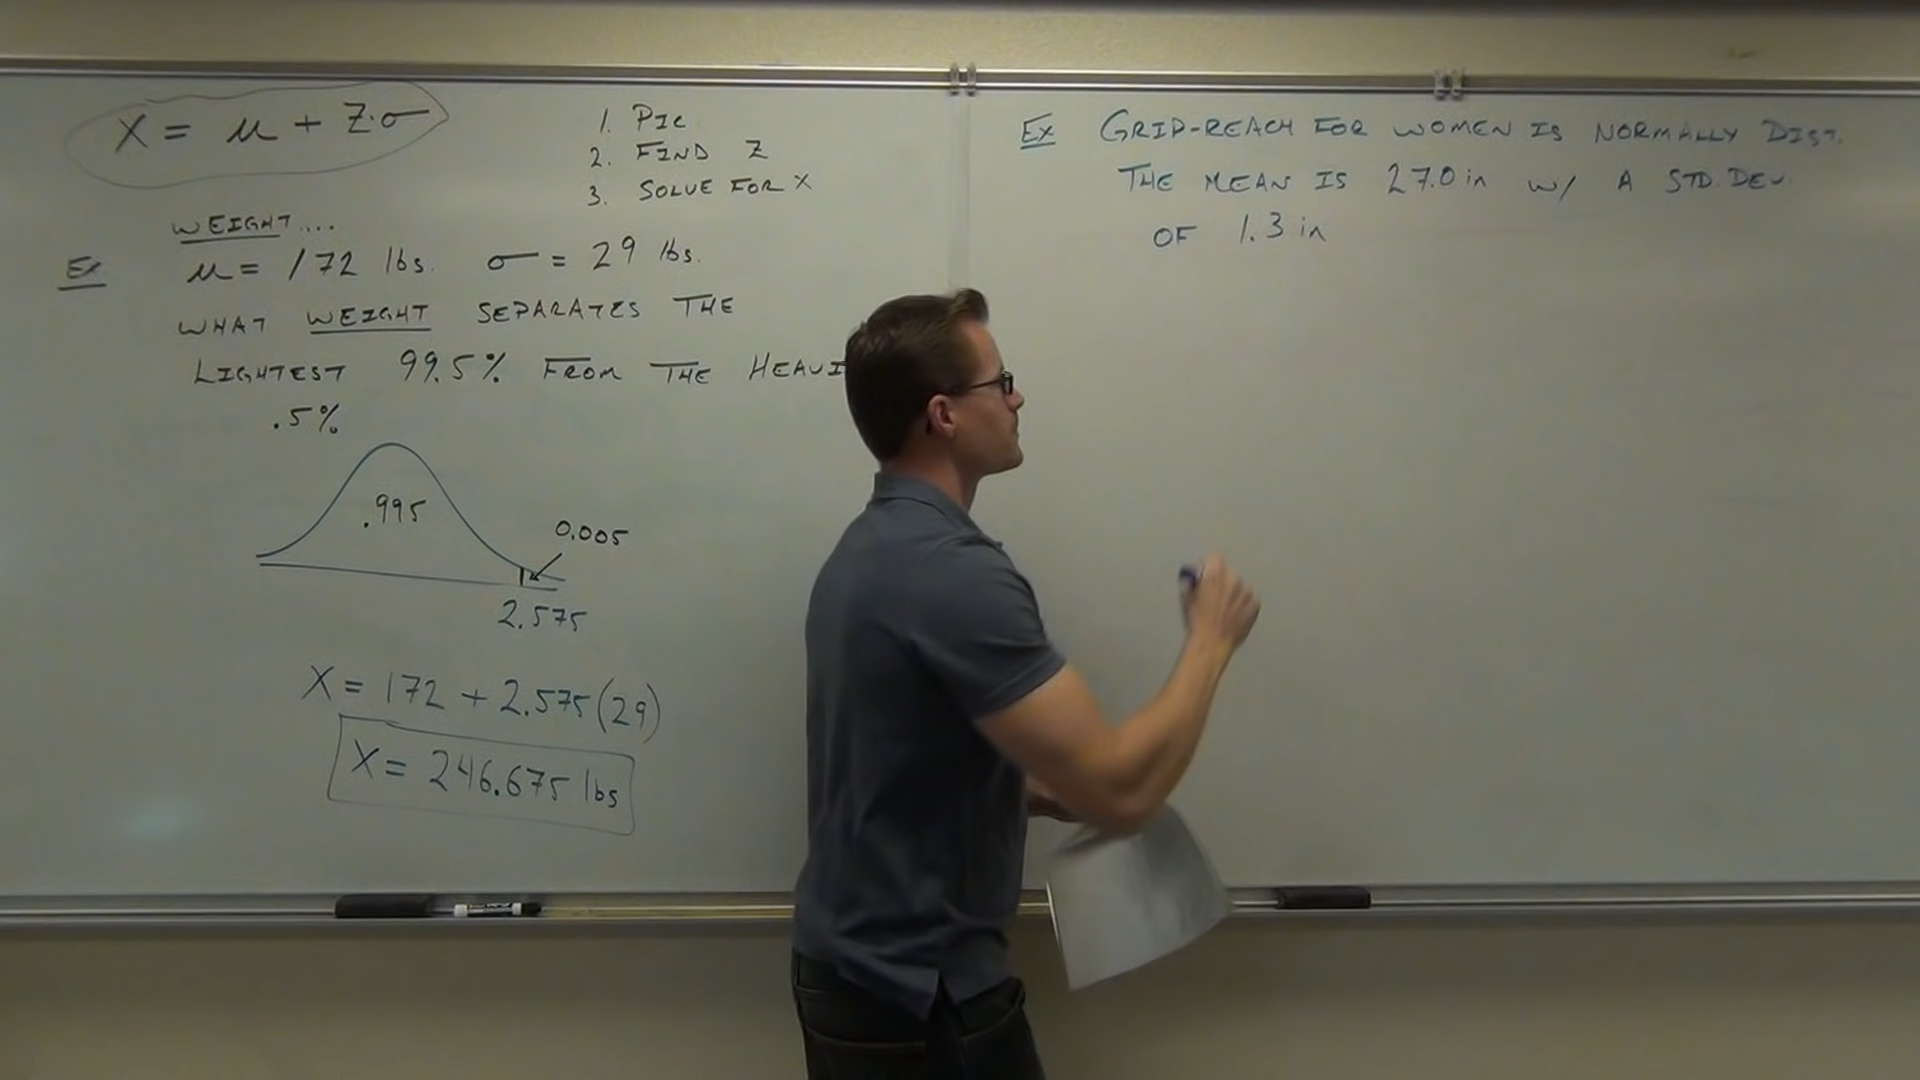 X = μ + Z·σ
1. PIC
2. FIND Z
3. SOLVE FOR X
WEIGHT....
EX μ = 172 lbs. σ = 29 lbs.
WHAT WEIGHT SEPARATES THE
LIGHTEST 99.5% FROM THE
.5%
.995
0.005
2.575
X = 172 + 2.575(29)
X = 246.675 lbs
EX GRID-REACH FOR WOMEN IS NORMALLY DIST.
THE MEAN IS 27.0 in W/ A STD. DEV.
OF 1.3 in